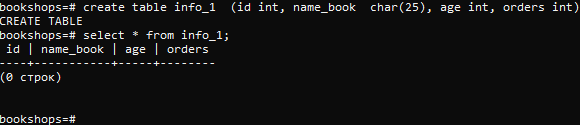 bookshops=# create table info_1  (id int, name_book  char(25), age int, orders int)
CREATE TABLE
bookshops=# select * from info_1;
 id | name_book | age | orders
----+-----------+-----+--------
(0 строк)
bookshops=#